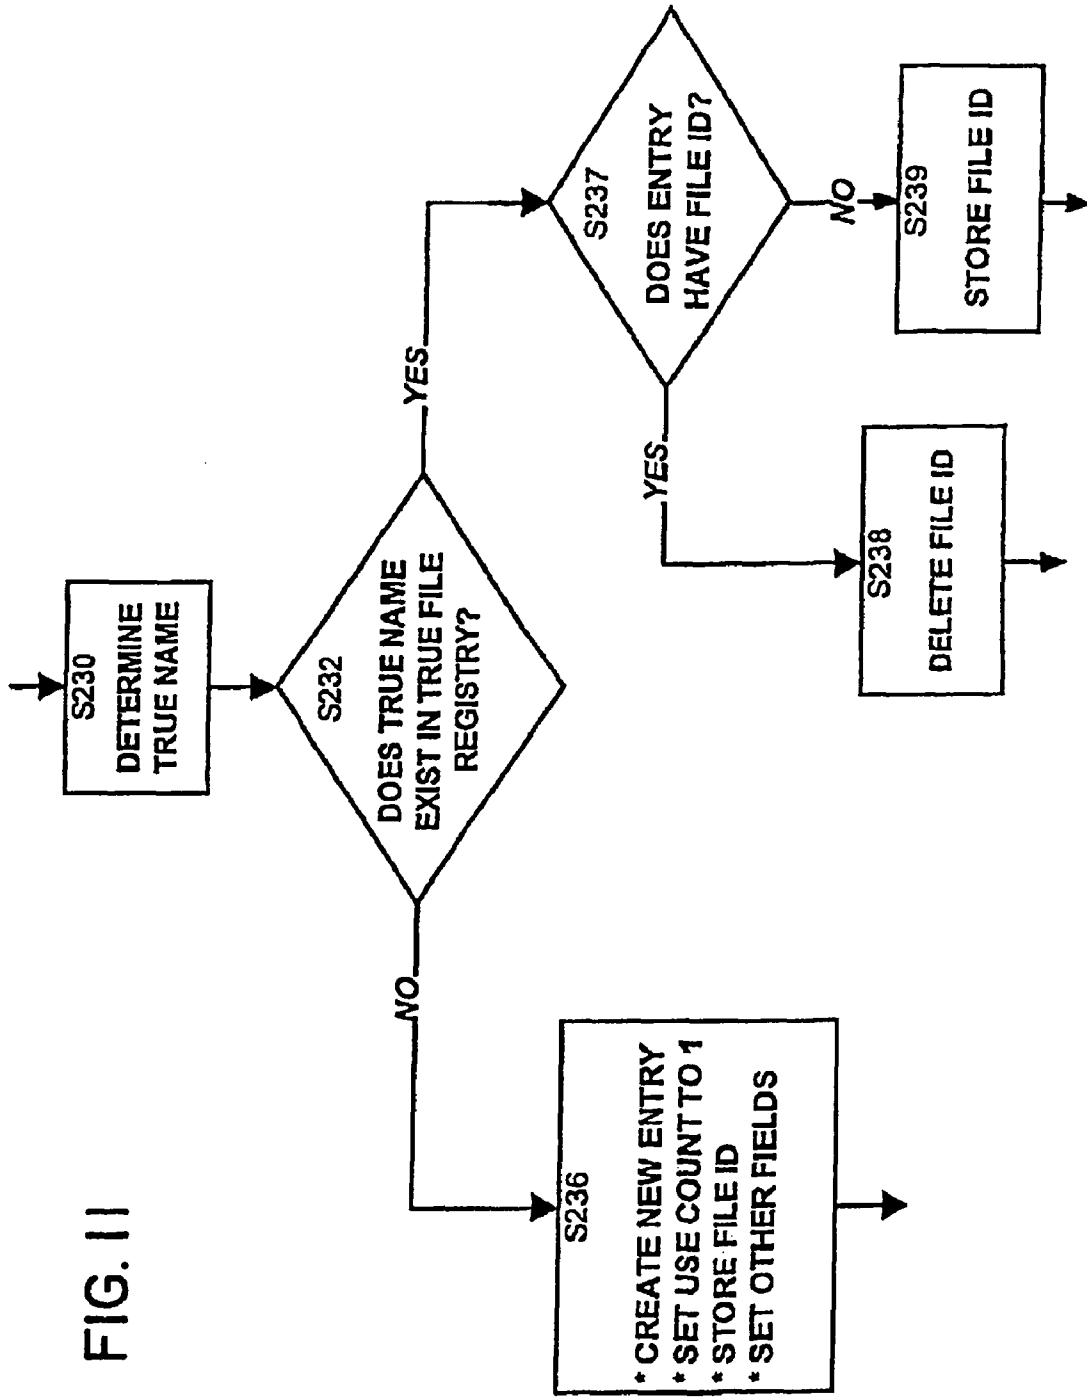 FIG. 11
S230
DETERMINE
TRUE NAME
S232
DOES TRUE NAME
EXIST IN TRUE FILE
REGISTRY?
NO
YES
S236
* CREATE NEW ENTRY
* SET USE COUNT TO 1
* STORE FILE ID
* SET OTHER FIELDS
S237
DOES ENTRY
HAVE FILE ID?
YES
NO
S238
DELETE FILE ID
S239
STORE FILE ID